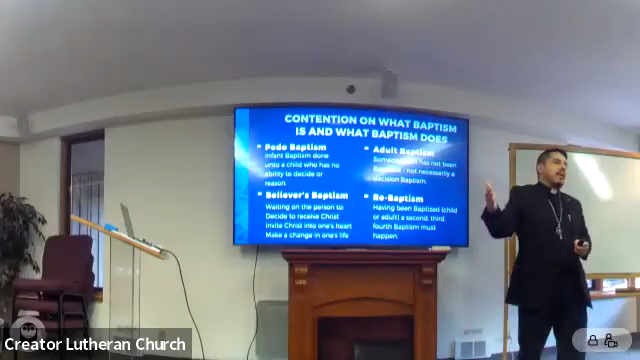 CONTENTION ON WHAT BAPTISM
IS AND WHAT BAPTISM DOES
Pedo Baptism
Infant Baptism done
unto a child who has no
ability to decide or
reason.
Believer's Baptism
Waiting on the person to
Decide to receive Christ
Invite Christ into one's heart
Make a change in one's life
Adult Baptism
has not been
not necessarily a
decision Baptism.
Re-Baptism
Having been Baptized (child
or adult) a second, third,
fourth Baptism must
happen.
Creator Lutheran Church